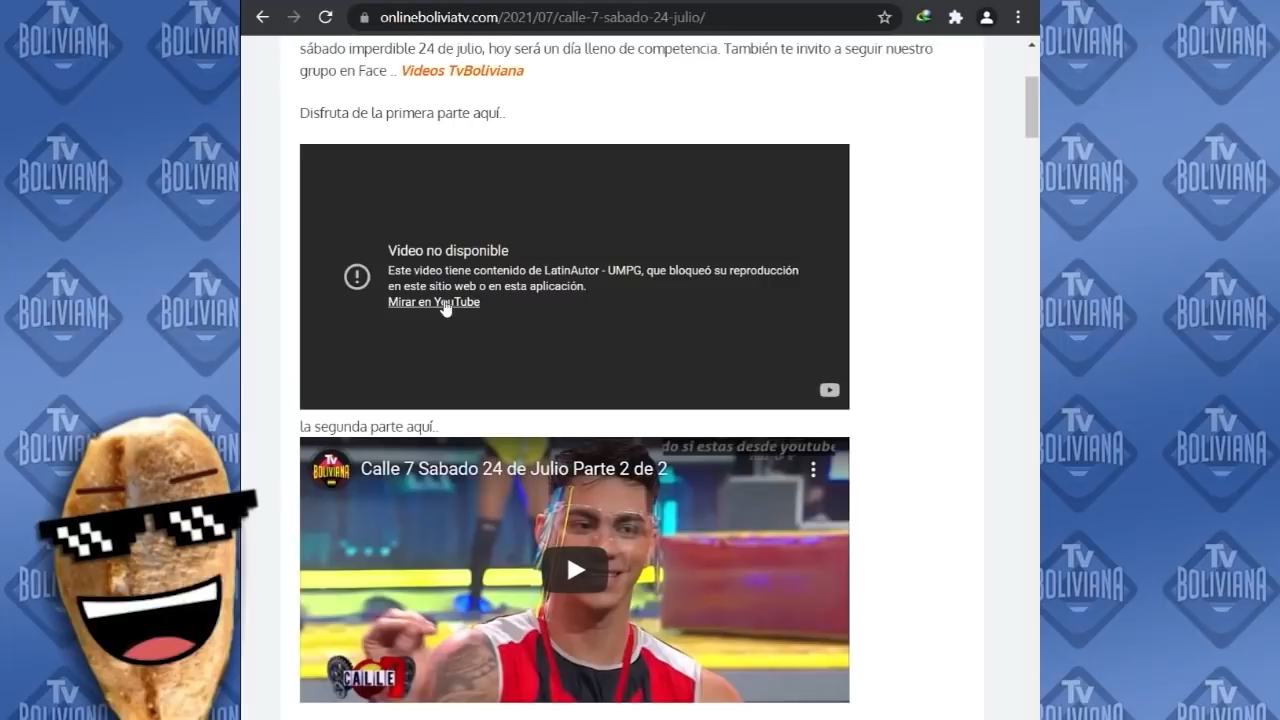 onlineboliviatv.com/2021/07/calle-7-sabado-24-julio/
sábado imperdible 24 de julio, hoy será un día lleno de competencia. También te invito a seguir nuestro
grupo en Face .. Videos TvBoliviana
Disfruta de la primera parte aquí..
Video no disponible
Este video tiene contenido de LatinAutor - UMPG, que bloqueó su reproducción
en este sitio web o en esta aplicación.
Mirar en YouTube
la segunda parte aquí..
do si estas desde youtube
Tv
BOLIVIANA
Calle 7 Sabado 24 de Julio Parte 2 de 2
CALLE 7
Tv
BOLIVIANA